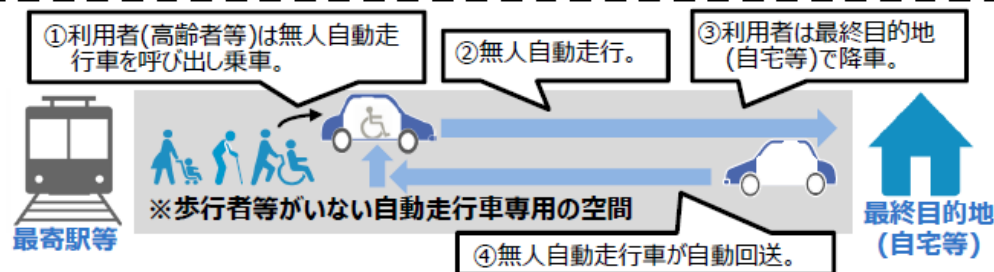 ①利用者(高齢者等)は無人自動走
行車を呼び出し乗車。
②無人自動走行。
③利用者は最終目的地
(自宅等)で降車。
※歩行者等がいない自動走行車専用の空間
最寄駅等
最終目的地
(自宅等)
④無人自動走行車が自動回送。